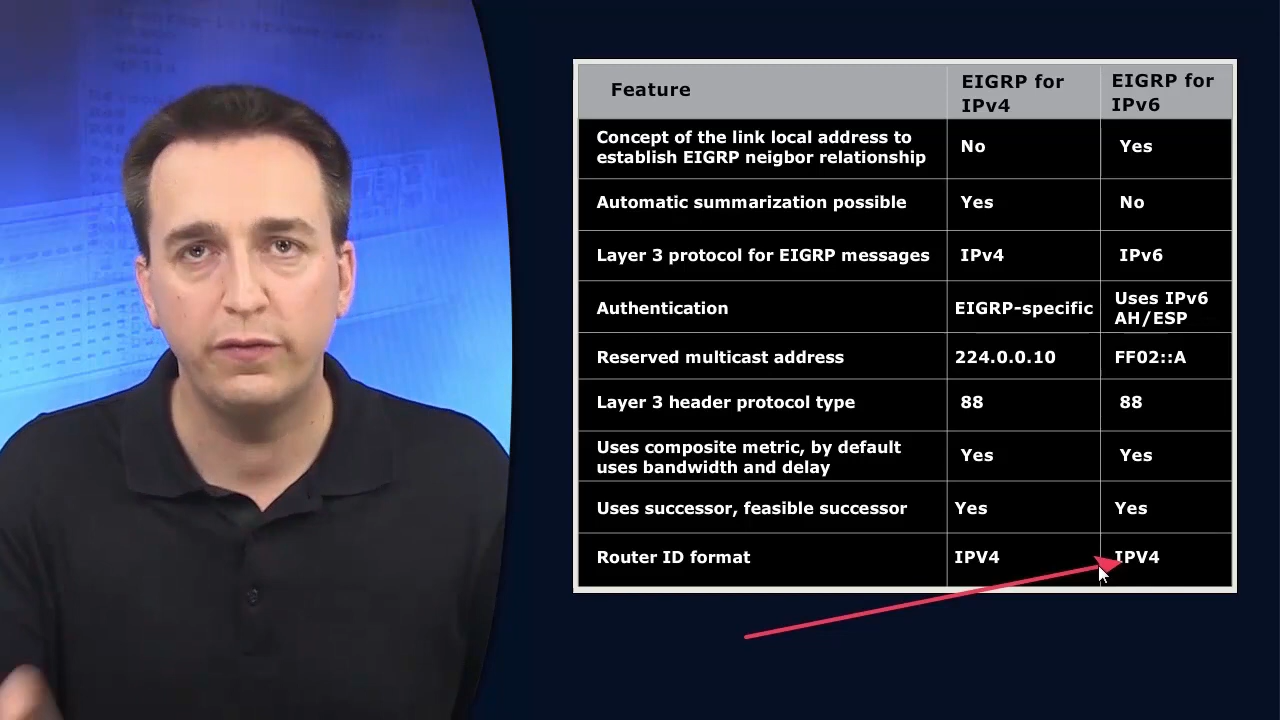 Feature
EIGRP for
IPv4
EIGRP for
IPv6
Concept of the link local address to
establish EIGRP neigbor relationship
No
Yes
Automatic summarization possible
Yes
No
Layer 3 protocol for EIGRP messages
IPv4
IPv6
Authentication
EIGRP-specific
Uses IPv6
AH/ESP
Reserved multicast address
224.0.0.10
FF02::A
Layer 3 header protocol type
88
88
Uses composite metric, by default
uses bandwidth and delay
Yes
Yes
Uses successor, feasible successor
Yes
Yes
Router ID format
IPV4
IPV4